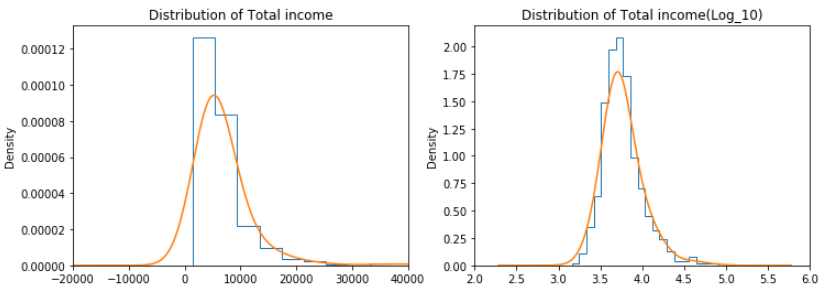 Distribution of Total income
Distribution of Total income(Log_10)
Density
0.00012
0.00010
0.00008
0.00006
0.00004
0.00002
0.00000
−20000 −10000 0 10000 20000 30000 40000
Density
2.00
1.75
1.50
1.25
1.00
0.75
0.50
0.25
0.00
2.0 2.5 3.0 3.5 4.0 4.5 5.0 5.5 6.0